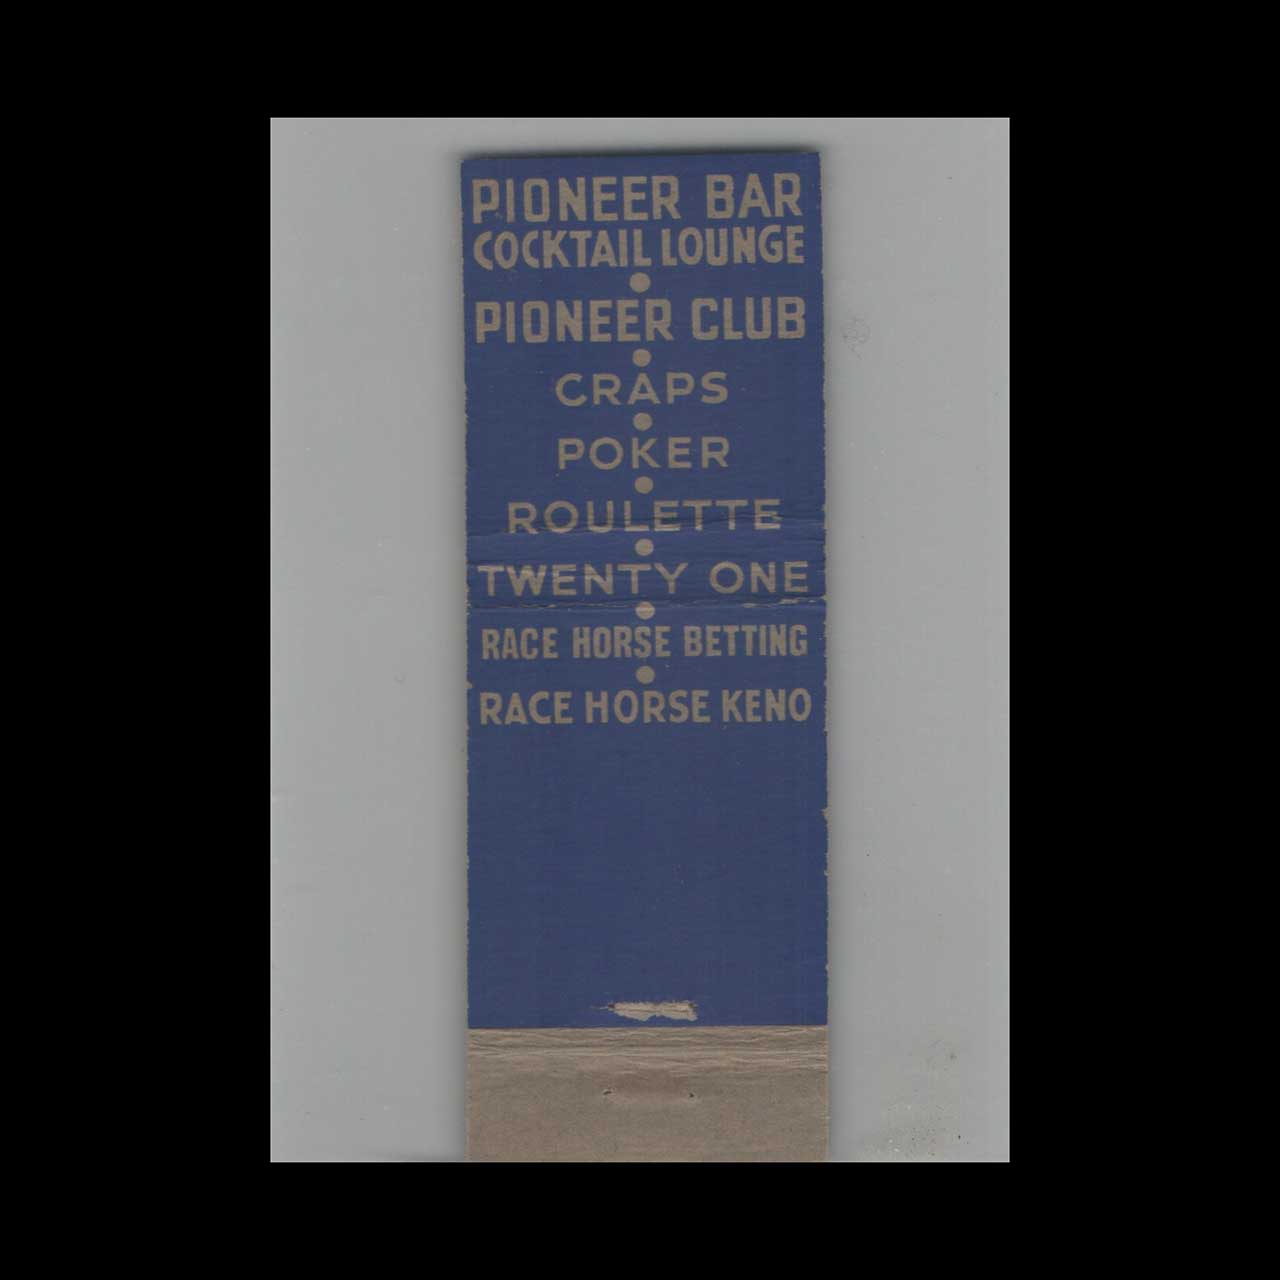 PIONEER BAR
COCKTAIL LOUNGE
PIONEER CLUB
CRAPS
POKER
ROULETTE
TWENTY ONE
RACE HORSE BETTING
RACE HORSE KENO